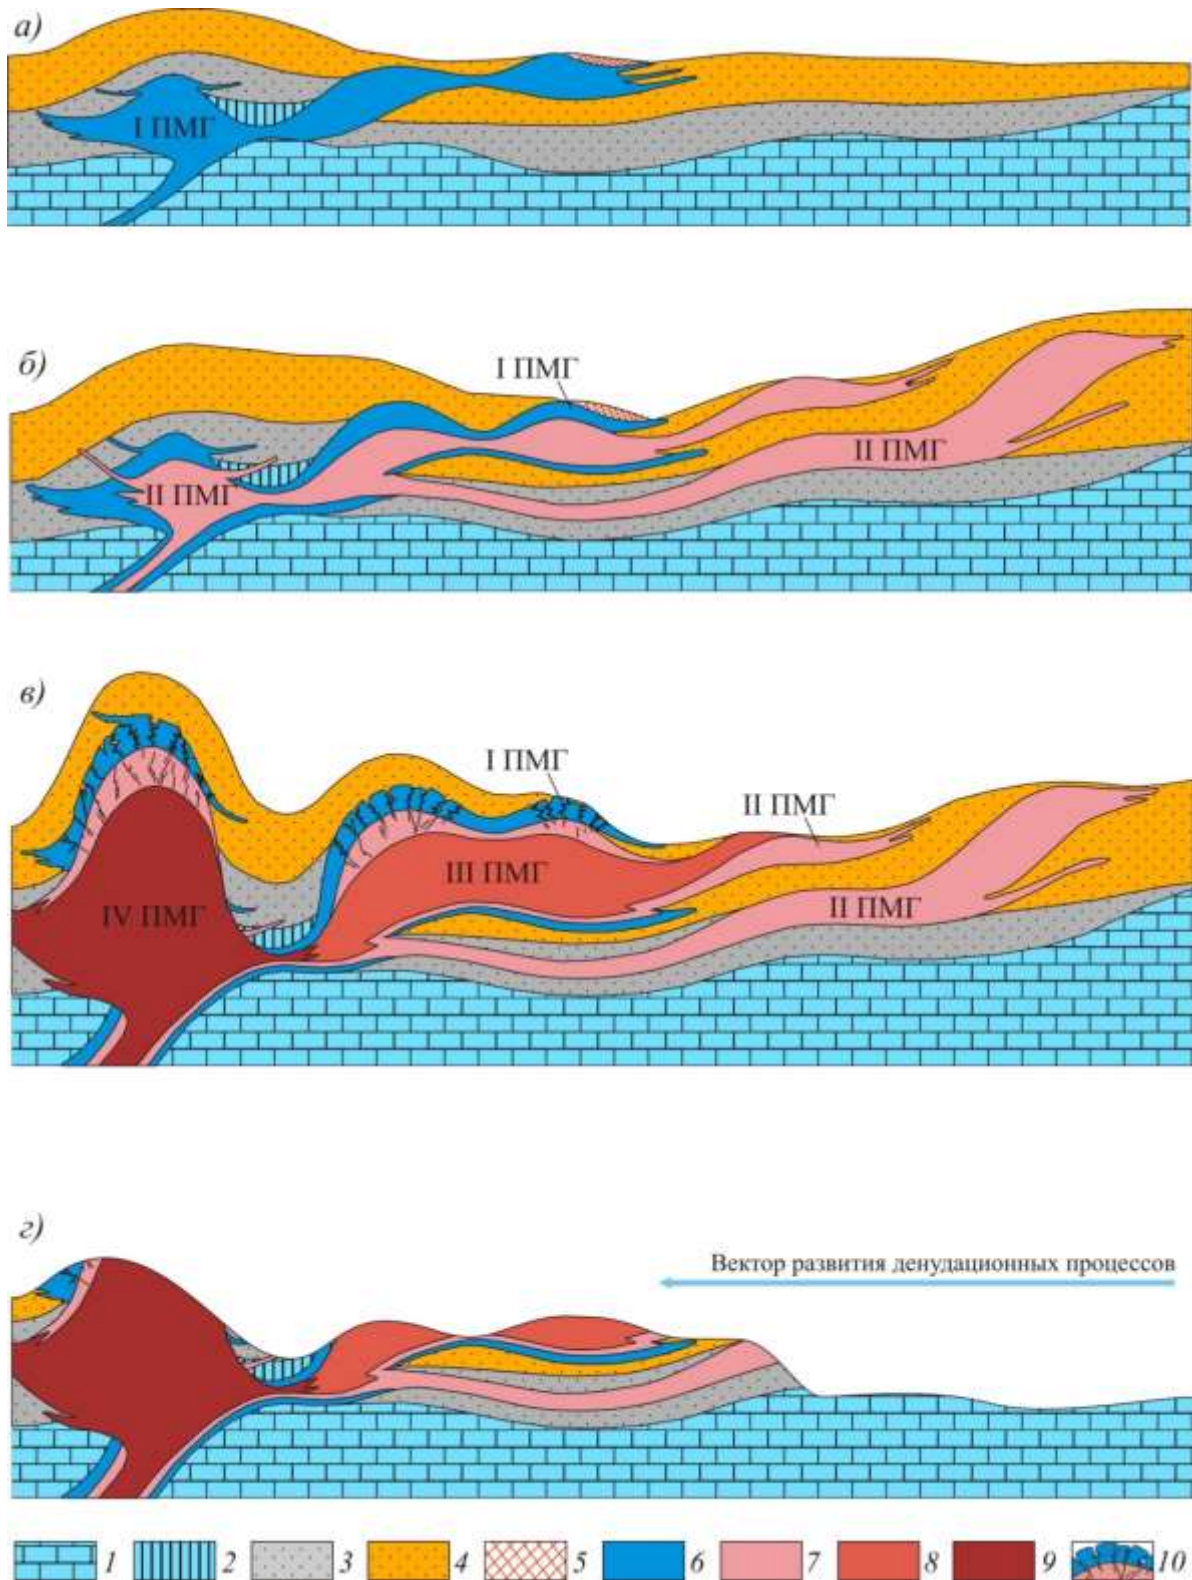 а)
I ПМГ
б)
I ПМГ
II ПМГ
II ПМГ
в)
I ПМГ
II ПМГ
III ПМГ
IV ПМГ
II ПМГ
г)
Вектор развития денудационных процессов
1 2 3 4 5 6 7 8 9 10